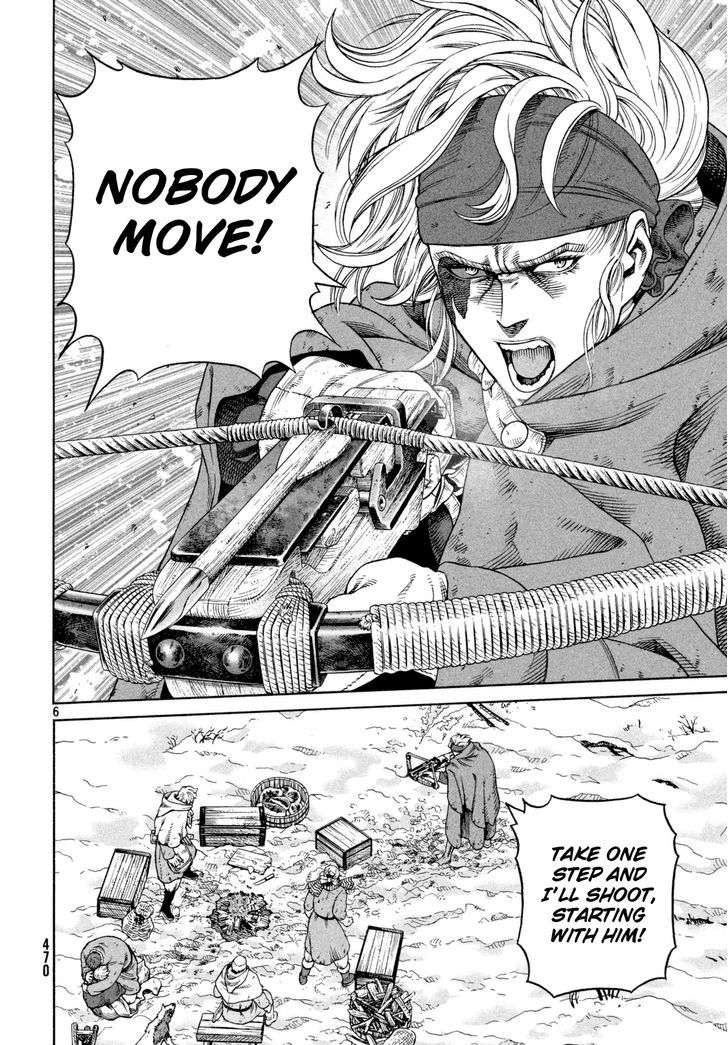 NOBODY
MOVE!
6
TAKE ONE
STEP AND
I'LL SHOOT,
STARTING
WITH HIM!
470